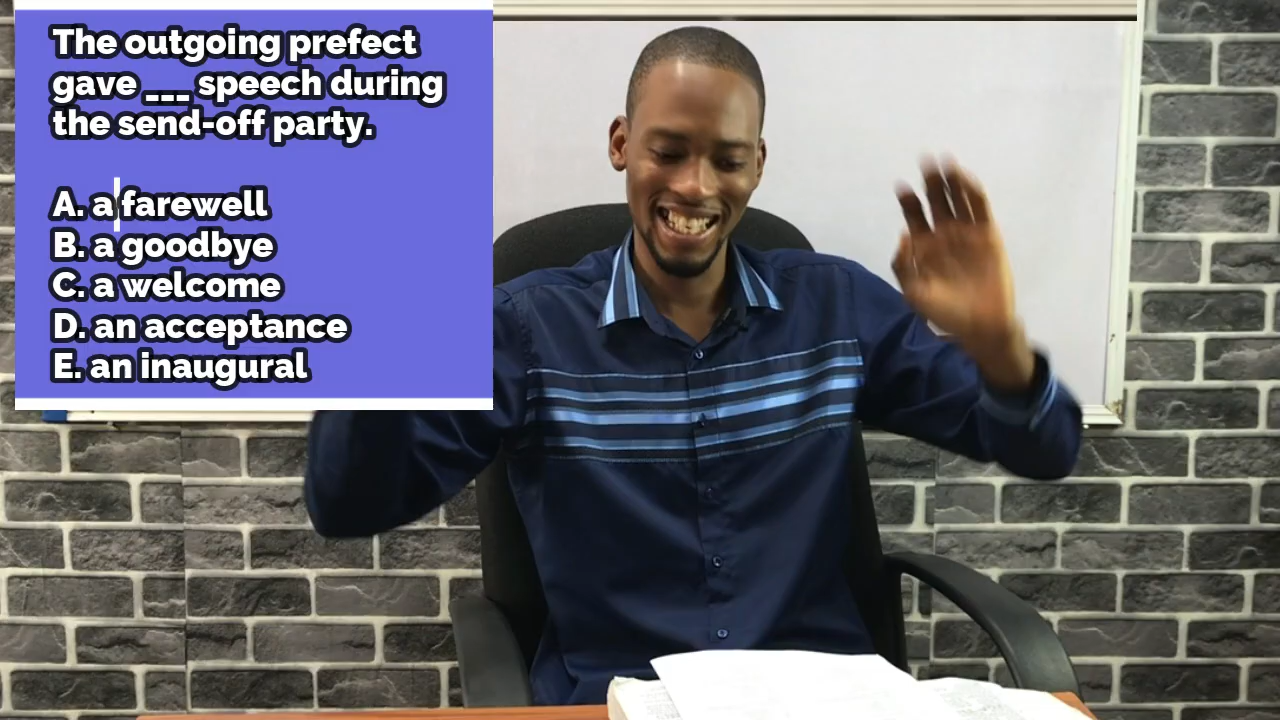 The outgoing prefect
gave ___ speech during
the send-off party.
A. a farewell
B. a goodbye
C. a welcome
D. an acceptance
E. an inaugural